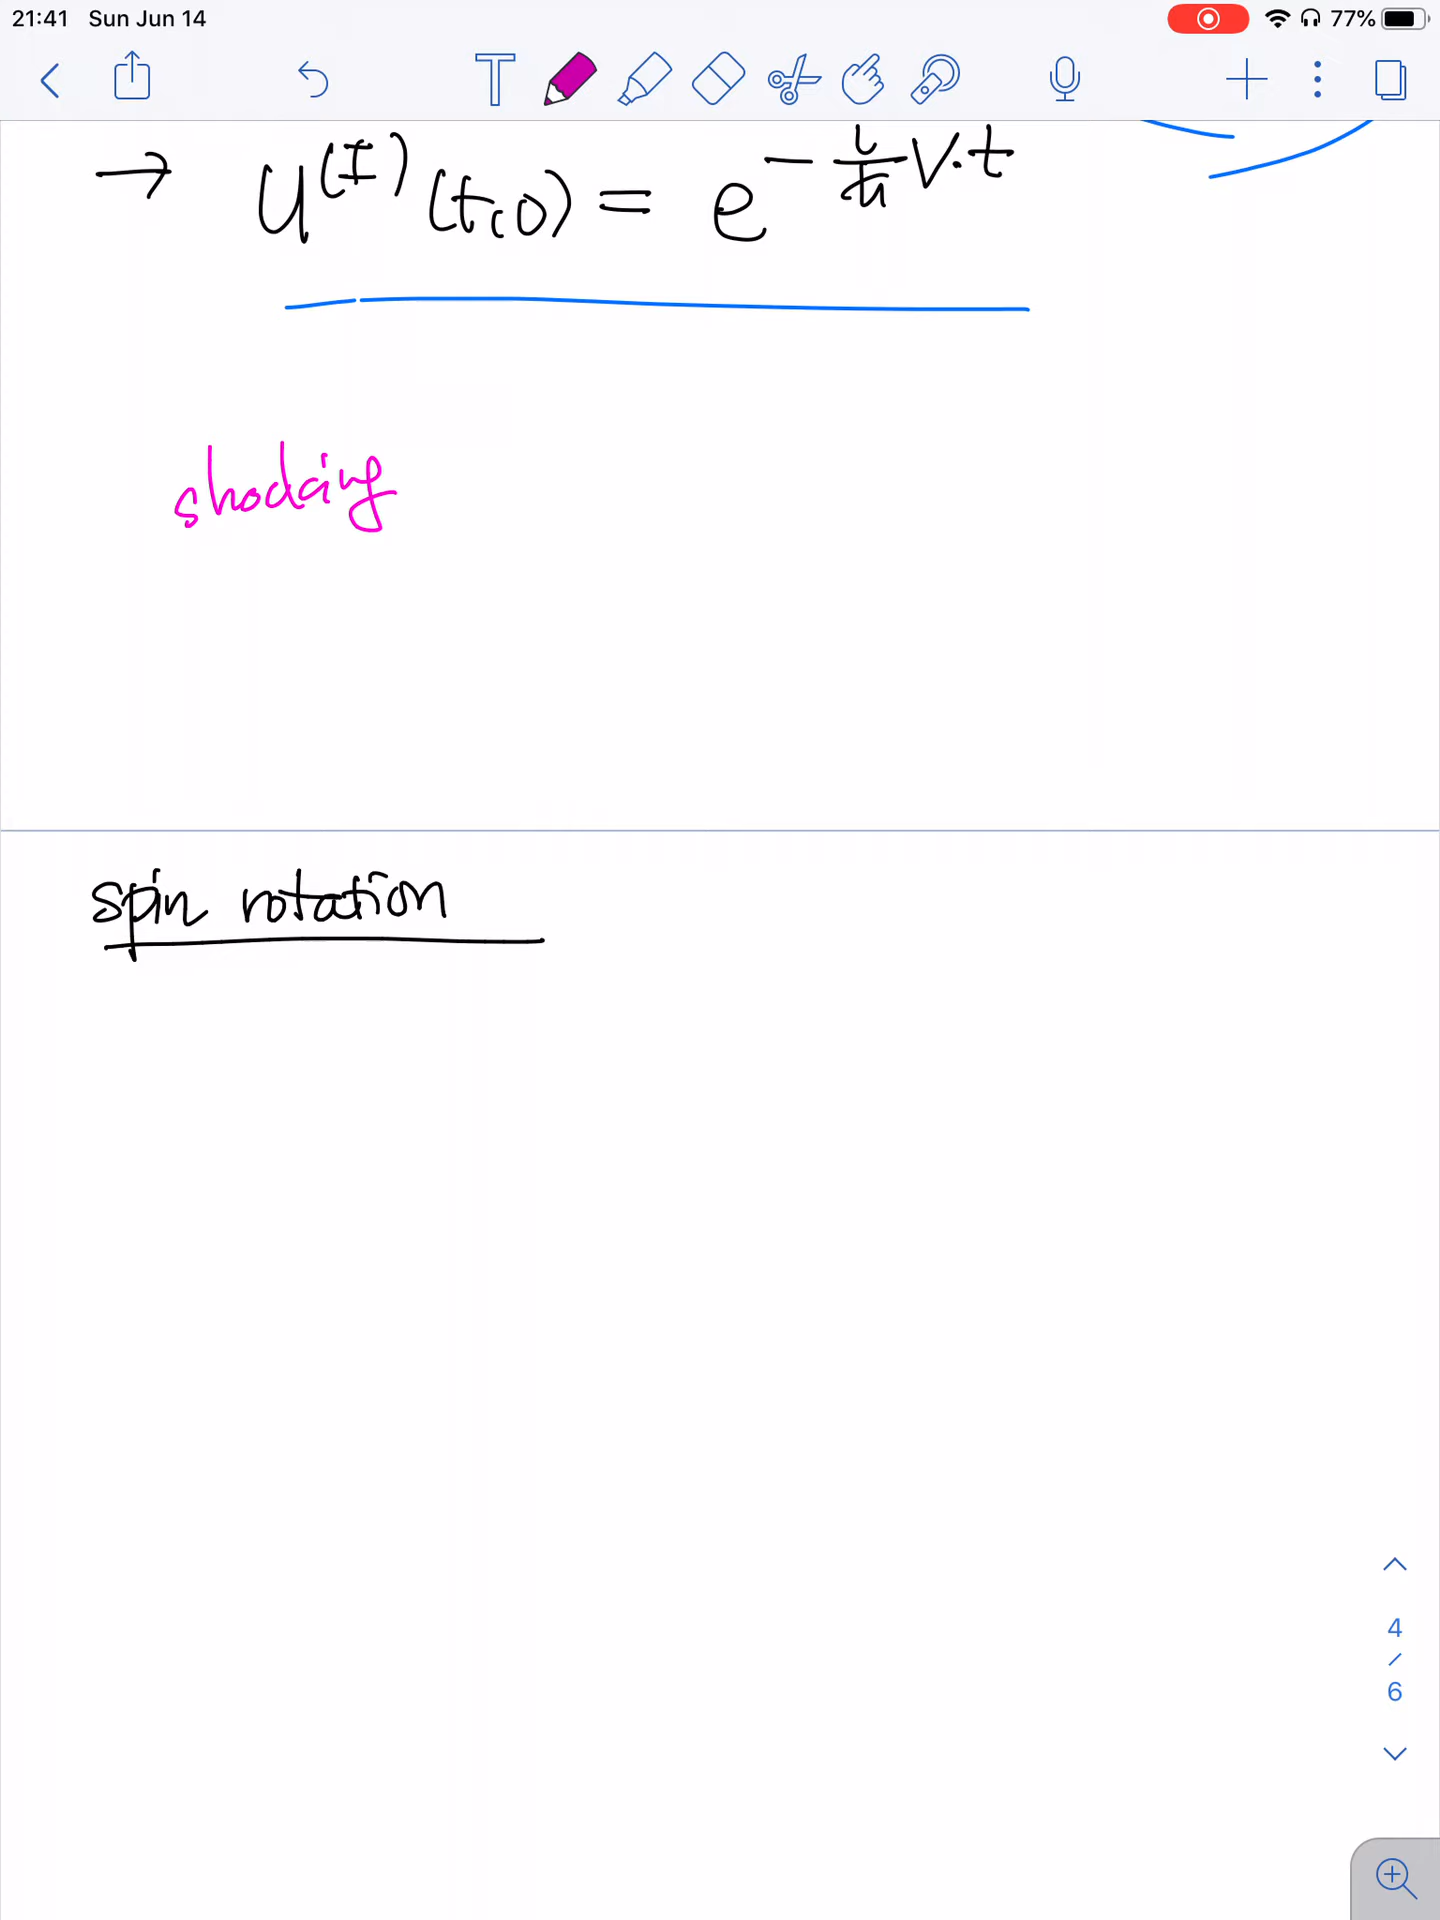 21:41 Sun Jun 14 77%
T
→ U^(I) (t,0) = e^{-i/ħ V·t}
shocking
spin rotation
4
/
6